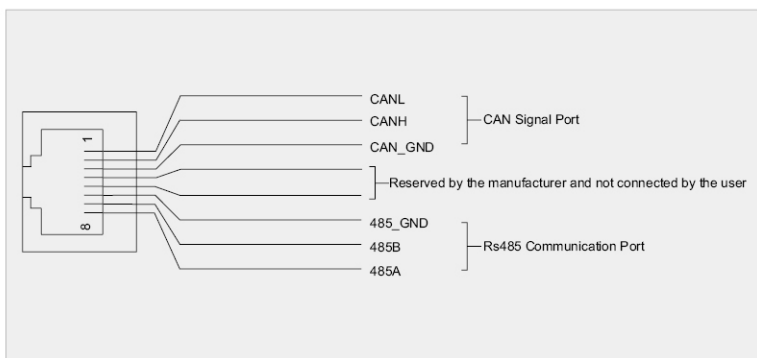 CANL
CANH
CAN Signal Port
CAN_GND
1
Reserved by the manufacturer and not connected by the user
8
485_GND
485B
Rs485 Communication Port
485A